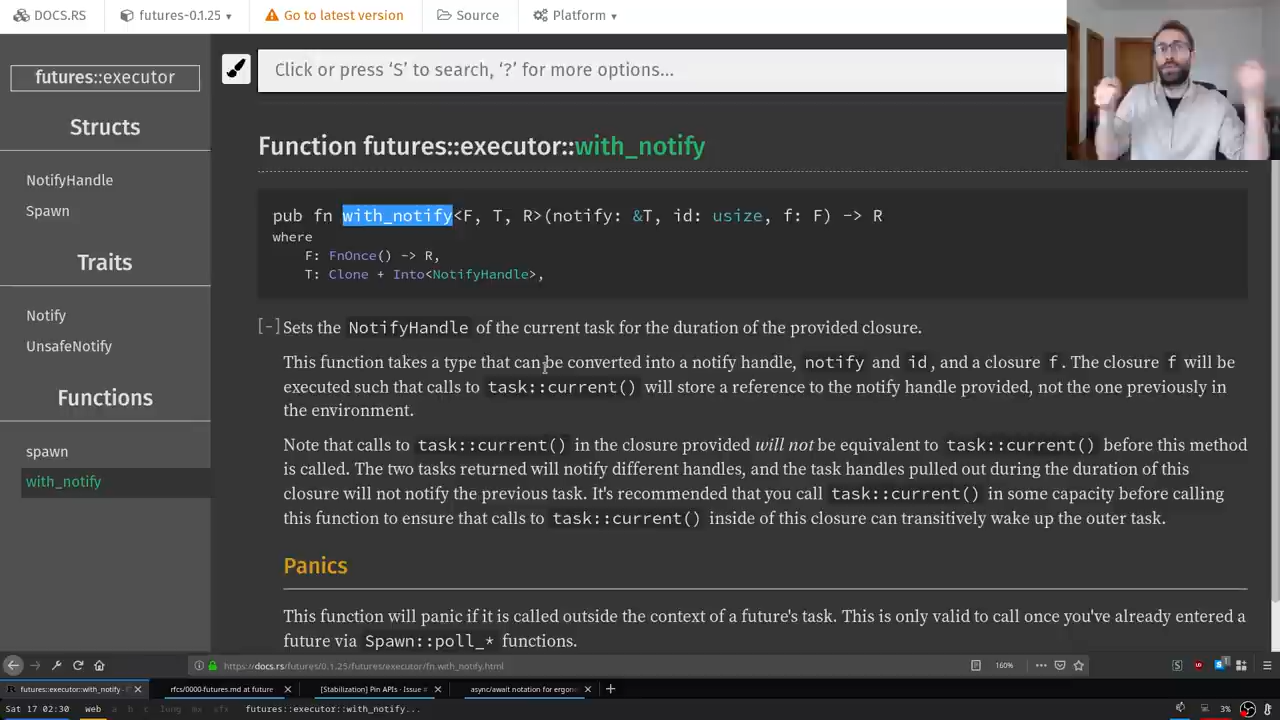 DOCS.RS
futures-0.1.25
Go to latest version
Source
Platform
futures::executor
Click or press ‘S’ to search, ‘?’ for more options…
Structs
NotifyHandle
Spawn
Traits
Notify
UnsafeNotify
Functions
spawn
with_notify
Function futures::executor::with_notify
pub fn with_notify<F, T, R>(notify: &T, id: usize, f: F) -> R
where
F: FnOnce() -> R,
T: Clone + Into<NotifyHandle>,
[-] Sets the NotifyHandle of the current task for the duration of the provided closure.
This function takes a type that can be converted into a notify handle, notify and id, and a closure f. The closure f will be
executed such that calls to task::current() will store a reference to the notify handle provided, not the one previously in
the environment.
Note that calls to task::current() in the closure provided will not be equivalent to task::current() before this method
is called. The two tasks returned will notify different handles, and the task handles pulled out during the duration of this
closure will not notify the previous task. It's recommended that you call task::current() in some capacity before calling
this function to ensure that calls to task::current() inside of this closure can transitively wake up the outer task.
Panics
This function will panic if it is called outside the context of a future's task. This is only valid to call once you've already entered a
future via Spawn::poll_* functions.
https://docs.rs/futures/0.1.25/futures/executor/fn.with_notify.html
160%
futures::executor::with_notify -
rfcs/0000-futures.md at future
[Stabilization] Pin APIs · Issue #
async/await notation for ergono
Sat 17 02:30
web
a
b
c
lung
futures::executor::with_notify...
3%